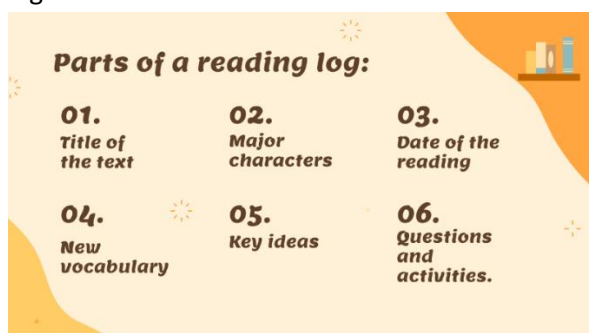 Parts of a reading log:
01.
Title of
the text
02.
Major
characters
03.
Date of the
reading
04.
New
vocabulary
05.
Key ideas
06.
Questions
and
activities.